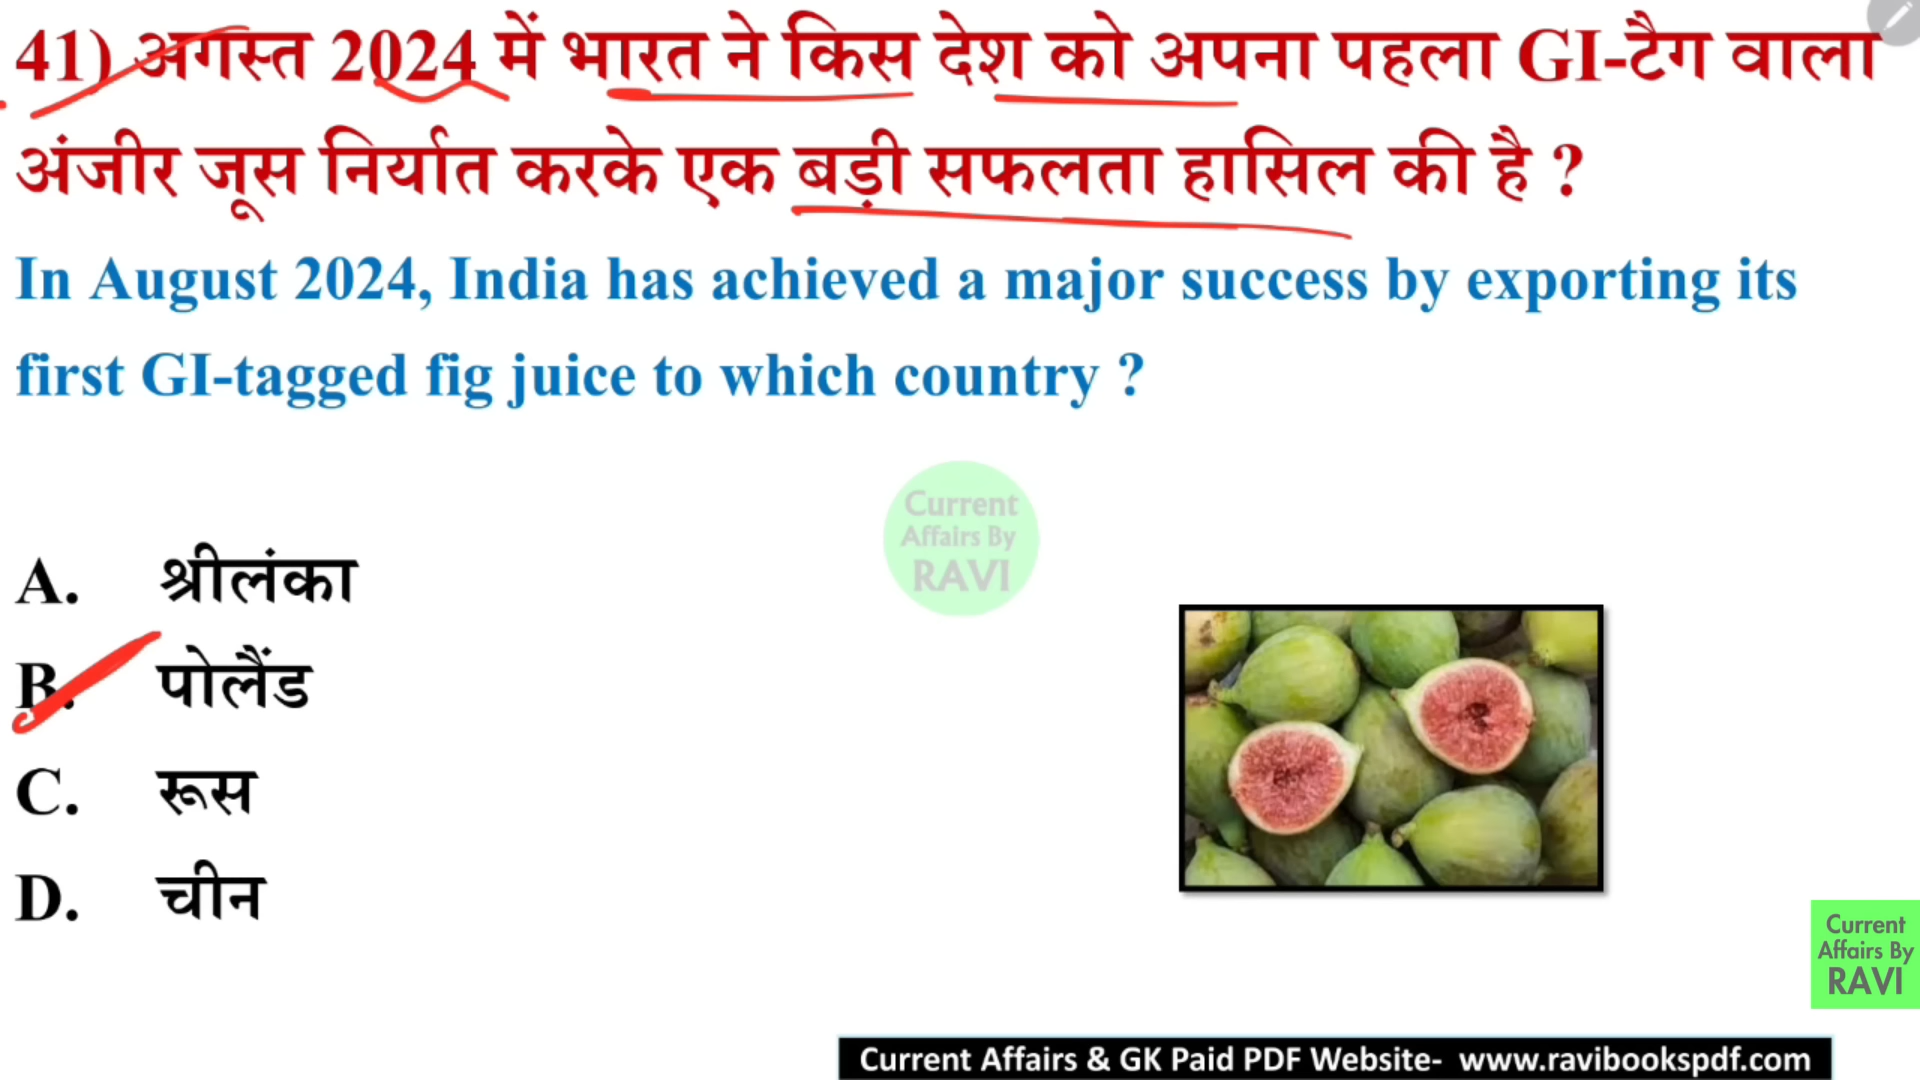 41) अगस्त 2024 में भारत ने किस देश को अपना पहला GI-टैग वाला
अंजीर जूस निर्यात करके एक बड़ी सफलता हासिल की है ?
In August 2024, India has achieved a major success by exporting its
first GI-tagged fig juice to which country ?
Current
Affairs By
RAVI
A. श्रीलंका
B. पोलैंड
C. रूस
D. चीन
Current
Affairs By
RAVI
Current Affairs & GK Paid PDF Website- www.ravibookspdf.com